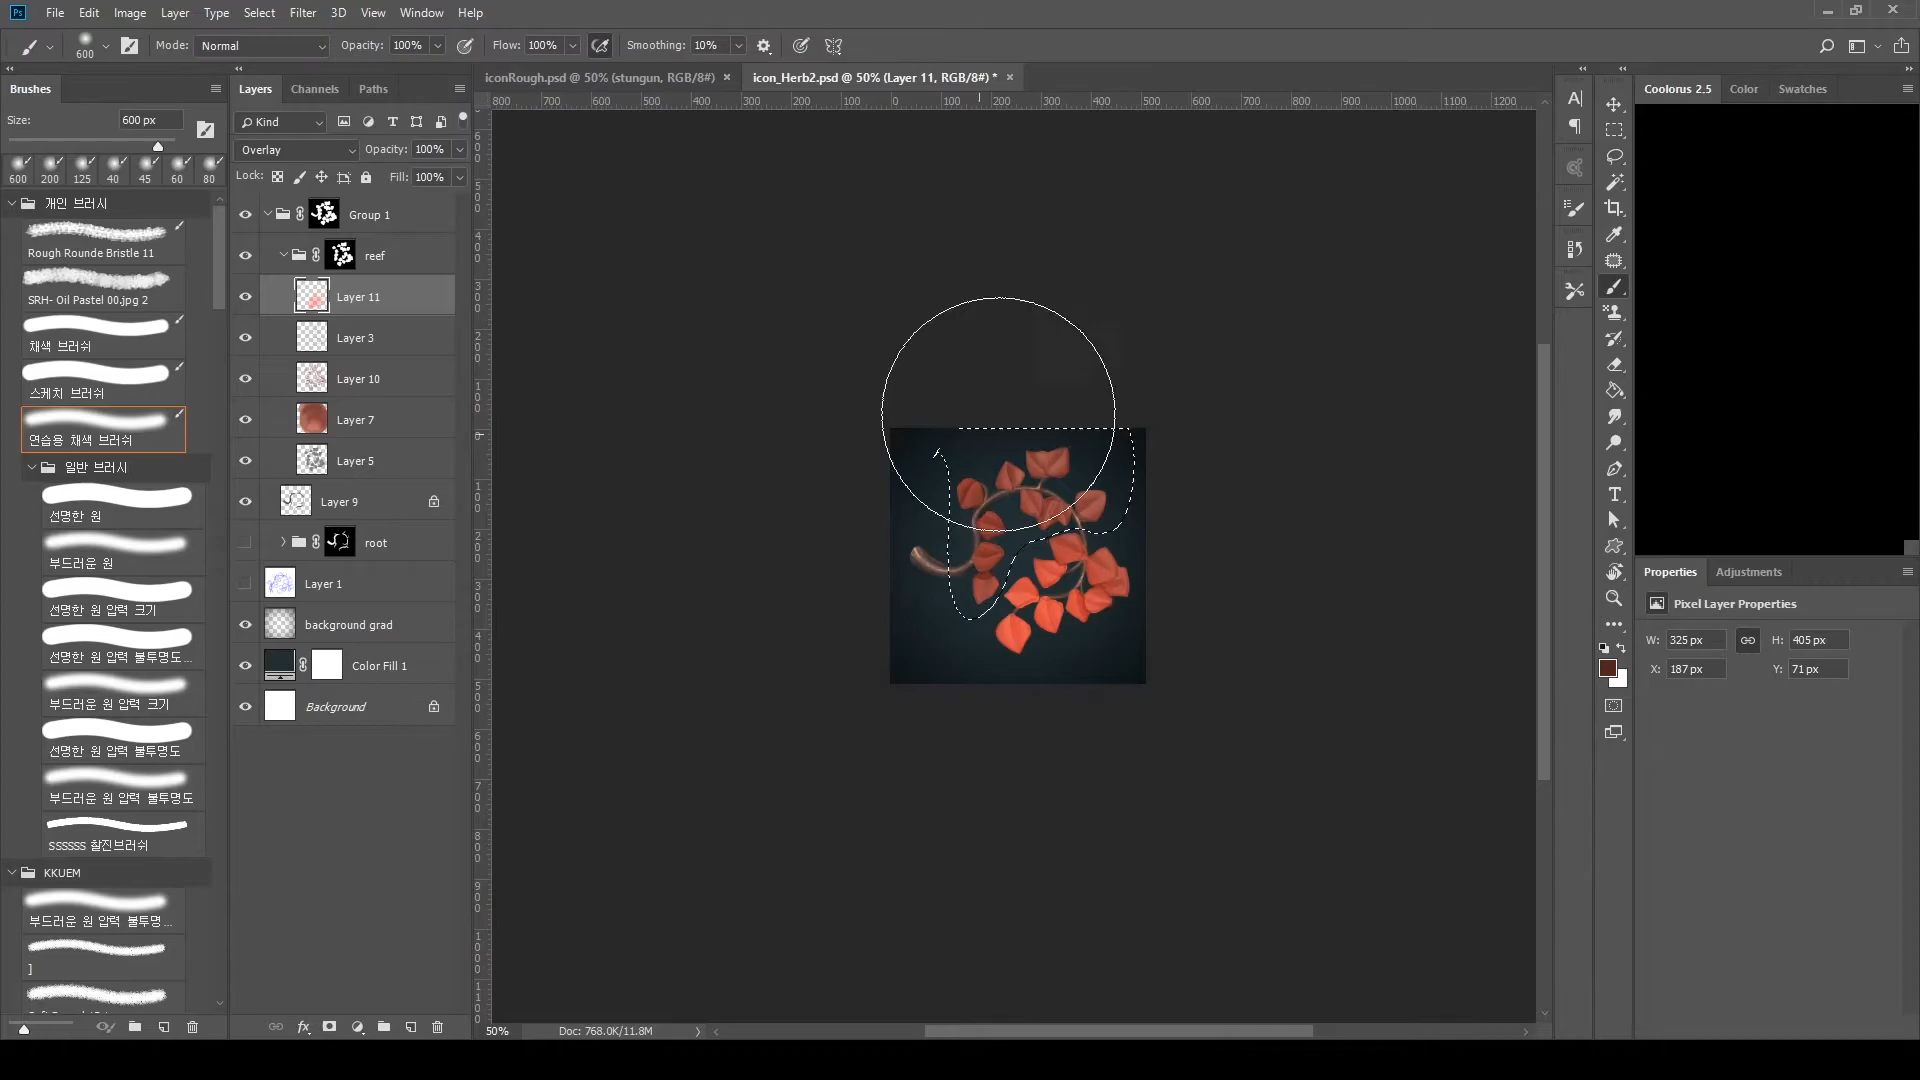 Ps File Edit Image Layer Type Select Filter 3D View Window Help
600 Mode: Normal Opacity: 100% Flow: 100% Smoothing: 10%
Brushes
Layers Channels Paths
iconRough.psd @ 50% (stungun, RGB/8#) × icon_Herb2.psd @ 50% (Layer 11, RGB/8#) * ×
Coolorus 2.5 Color Swatches
Size: 600 px
Kind
Overlay Opacity: 100%
Lock: Fill: 100%
600 200 125 40 45 60 80
개인 브러시
Rough Rounde Bristle 11
SRH- Oil Pastel 00.jpg 2
채색 브러쉬
스케치 브러쉬
연습용 채색 브러쉬
일반 브러시
선명한 원
부드러운 원
선명한 원 압력 크기
선명한 원 압력 불투명도...
부드러운 원 압력 크기
선명한 원 압력 불투명도
부드러운 원 압력 불투명도
ssssss 찰진브러쉬
KKUEM
부드러운 원 압력 불투명...
]
Group 1
reef
Layer 11
Layer 3
Layer 10
Layer 7
Layer 5
Layer 9
root
Layer 1
background grad
Color Fill 1
Background
fx
800 700 600 500 400 300 200 100 0 100 200 300 400 500 600 700 800 900 1000 1100 1200
50% Doc: 768.0K/11.8M
Properties Adjustments
Pixel Layer Properties
W: 325 px H: 405 px
X: 187 px Y: 71 px